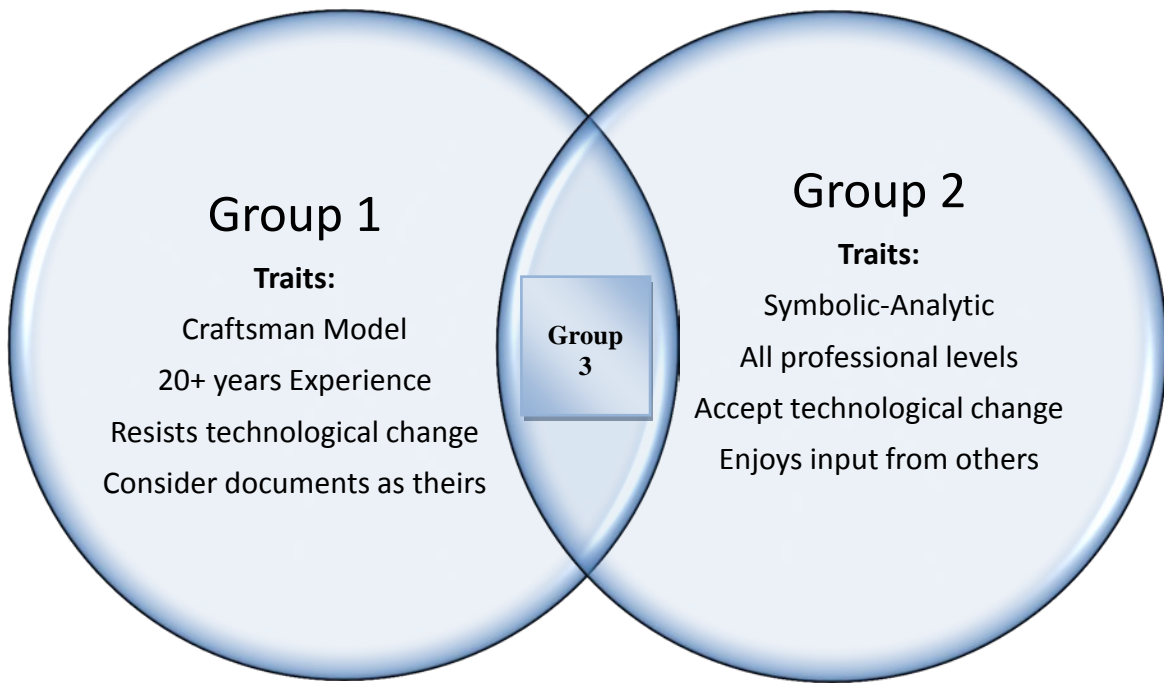 Group 1
Traits:
Craftsman Model
20+ years Experience
Resists technological change
Consider documents as theirs
Group
3
Group 2
Traits:
Symbolic-Analytic
All professional levels
Accept technological change
Enjoys input from others